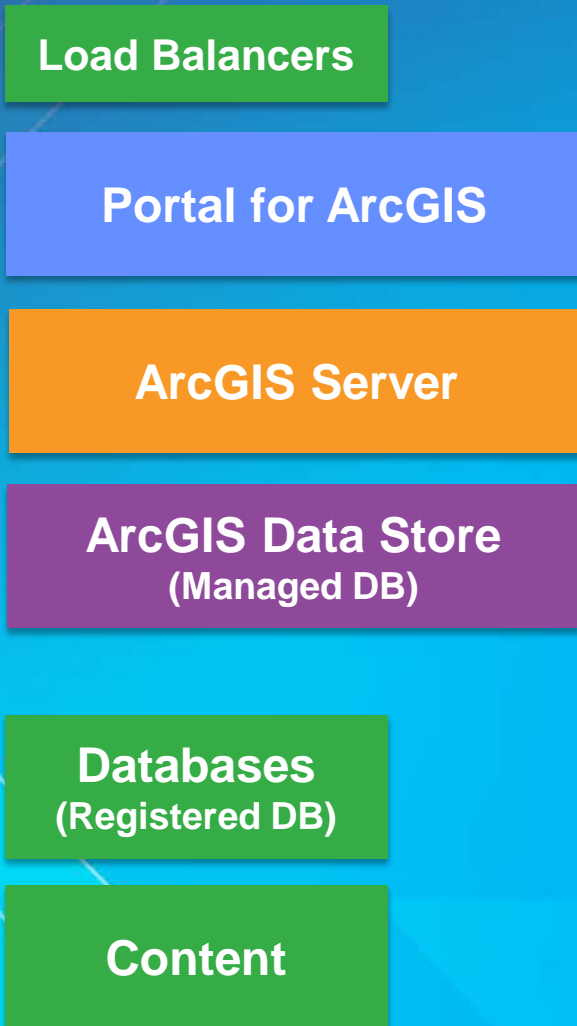 Load Balancers
Portal for ArcGIS
ArcGIS Server
ArcGIS Data Store
(Managed DB)
Databases
(Registered DB)
Content